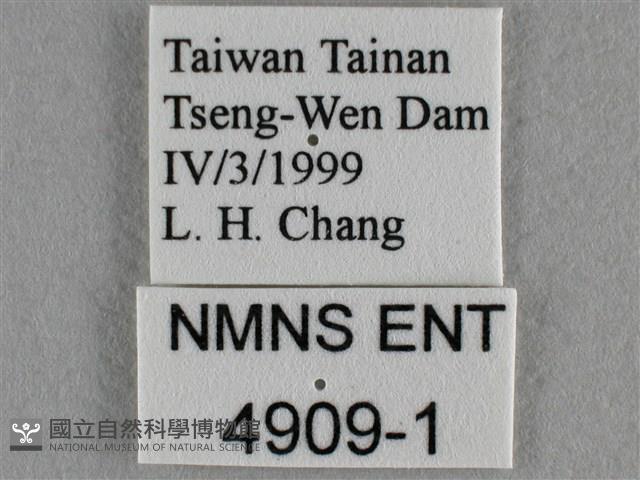 Taiwan Tainan
Tseng-Wen Dam
IV/3/1999
L. H. Chang
NMNS ENT
4909-1
國立自然科學博物館
NATIONAL MUSEUM OF NATURAL SCIENCE